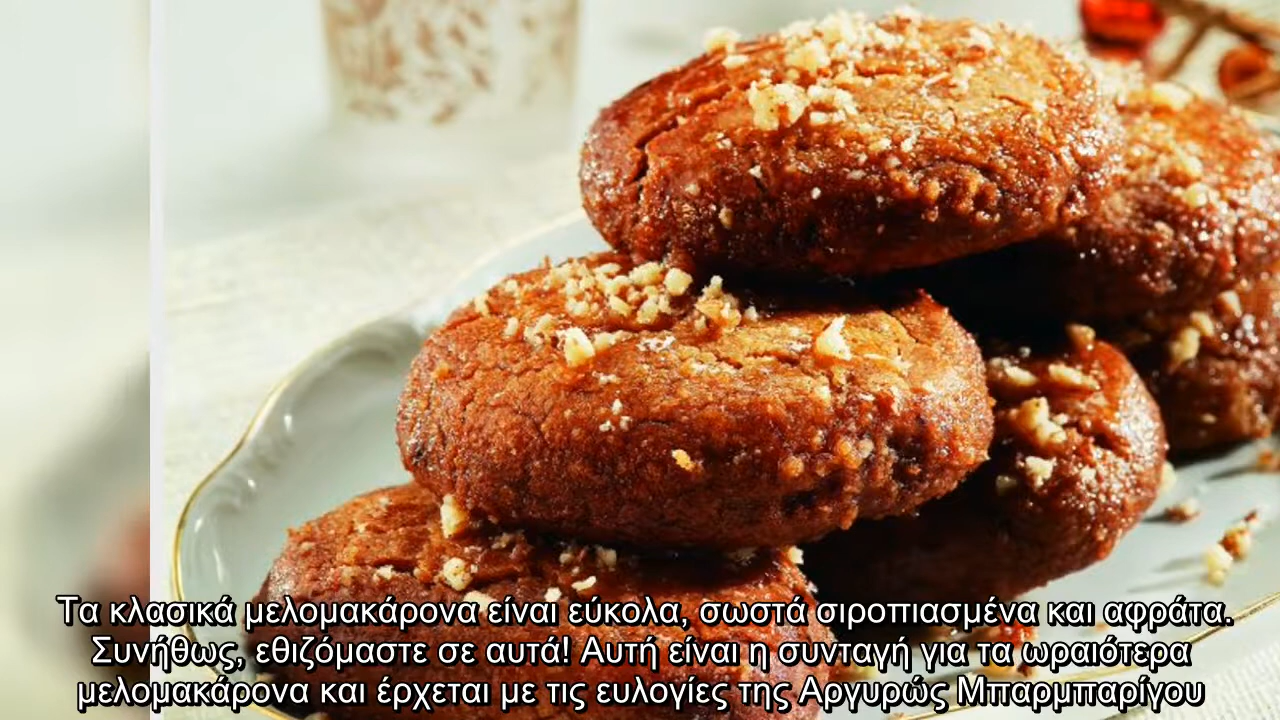 Τα κλασικά μελομακάρονα είναι εύκολα, σωστά σιροπιασμένα και αφράτα.
Συνήθως, εθιζόμαστε σε αυτά! Αυτή είναι η συνταγή για τα ωραιότερα
μελομακάρονα και έρχεται με τις ευλογίες της Αργυρώς Μπαρμπαρίγου